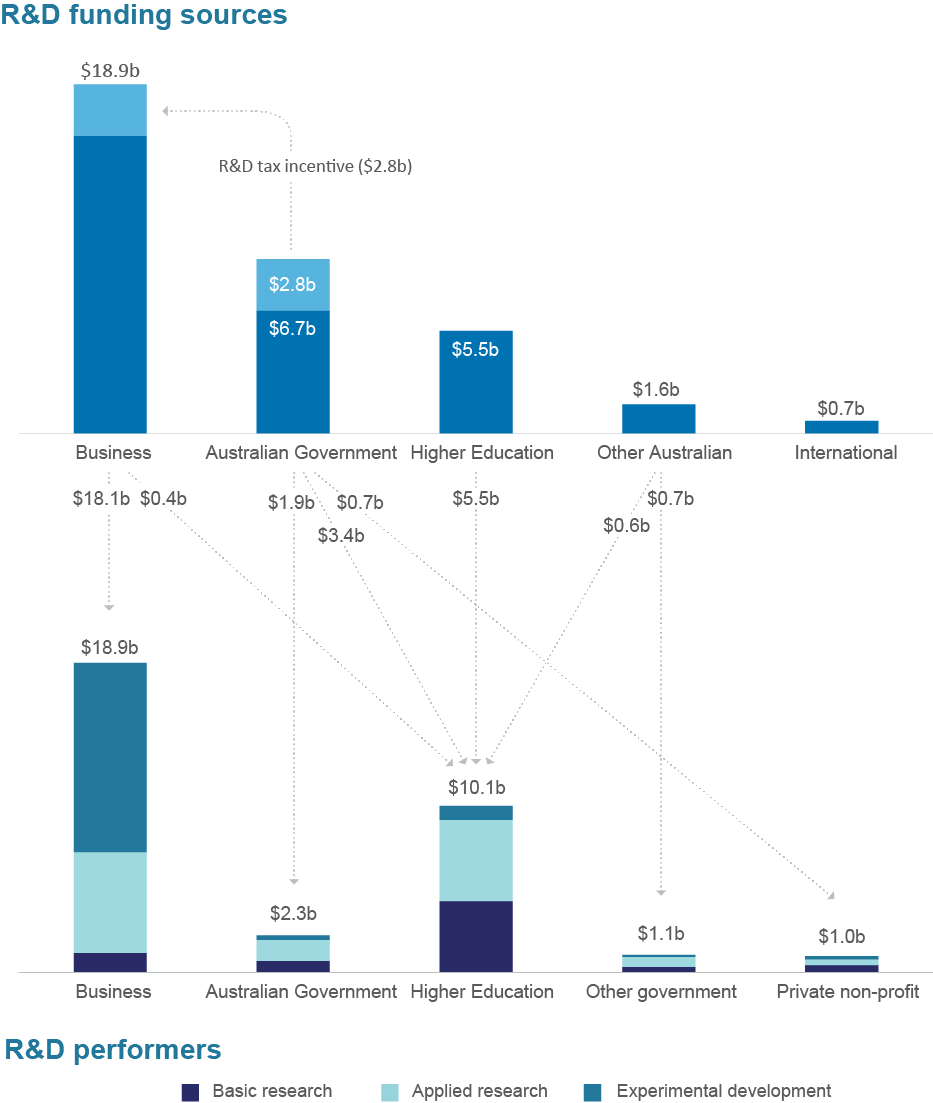 R&D funding sources
$18.9b
R&D tax incentive ($2.8b)
$2.8b
$6.7b
$5.5b
$1.6b
$0.7b
Business
Australian Government
Higher Education
Other Australian
International
$18.1b
$0.4b
$1.9b
$0.7b
$5.5b
$0.7b
$3.4b
$0.6b
$18.9b
$10.1b
$2.3b
$1.1b
$1.0b
Business
Australian Government
Higher Education
Other government
Private non-profit
R&D performers
Basic research
Applied research
Experimental development